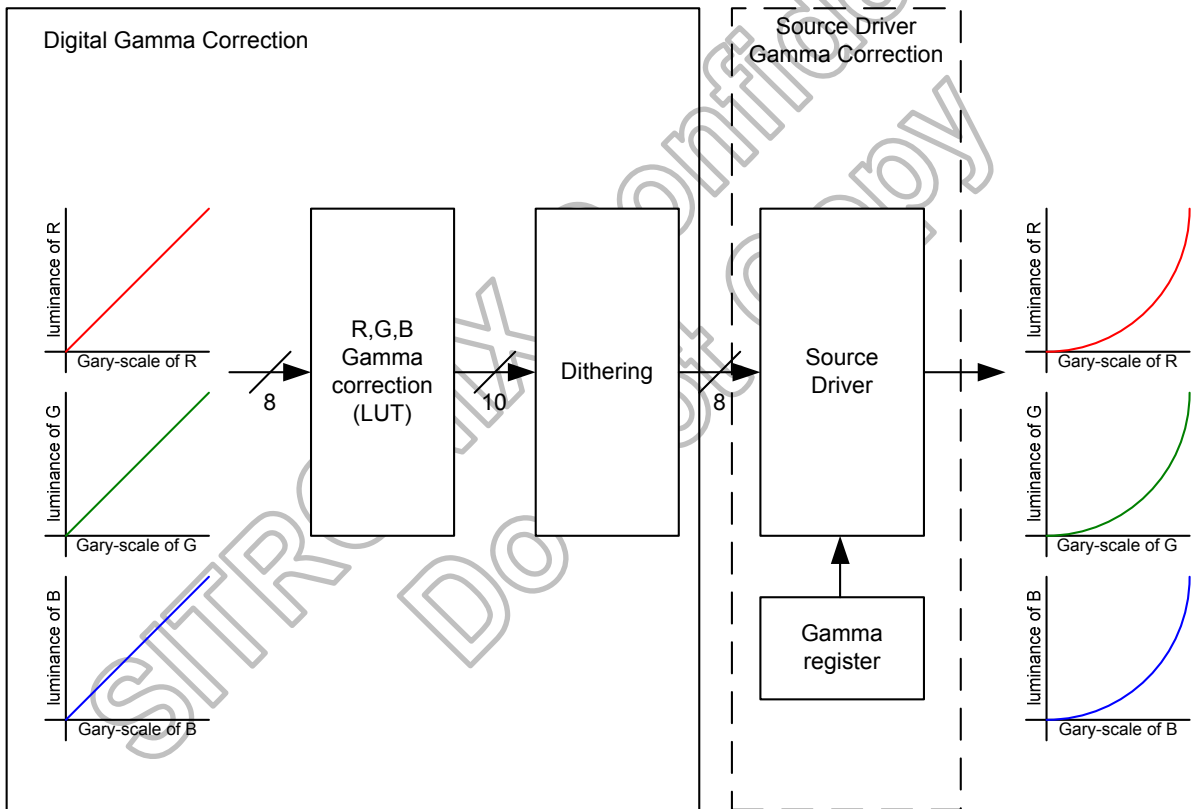 Digital Gamma Correction
Source Driver
Gamma Correction
luminance of R
Gary-scale of R
luminance of G
Gary-scale of G
luminance of B
Gary-scale of B
8
R,G,B
Gamma
correction
(LUT)
10
Dithering
8
Source
Driver
Gamma
register
luminance of R
Gary-scale of R
luminance of G
Gary-scale of G
luminance of B
Gary-scale of B
Do not copy